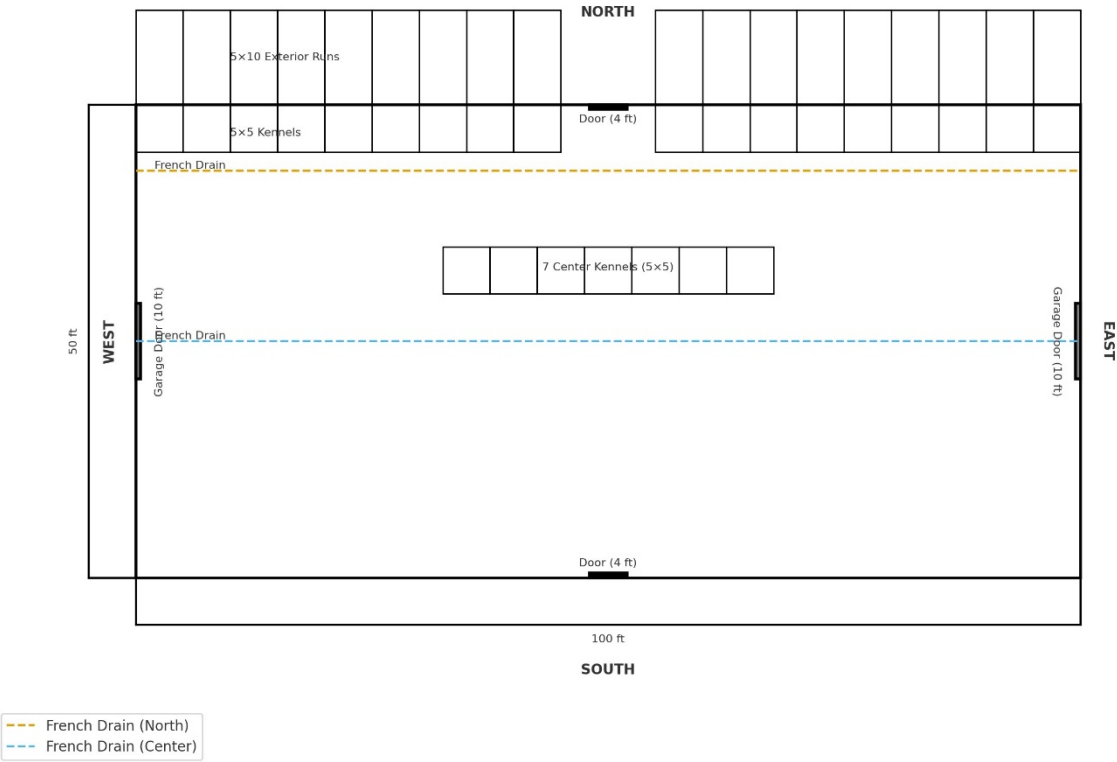 NORTH
5×10 Exterior Runs
Door (4 ft)
5×5 Kennels
French Drain
7 Center Kennels (5×5)
50 ft
WEST
Garage Door (10 ft)
French Drain
Garage Door (10 ft)
EAST
Door (4 ft)
100 ft
SOUTH
French Drain (North)
French Drain (Center)